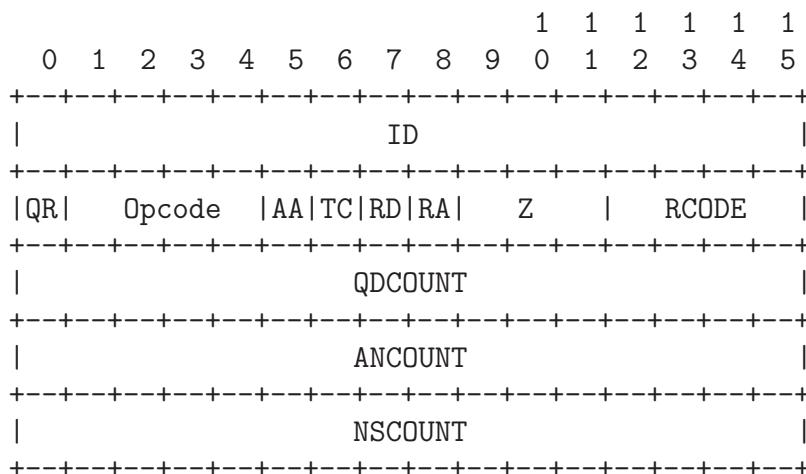 1  1  1  1  1  1
  0  1  2  3  4  5  6  7  8  9  0  1  2  3  4  5
+--+--+--+--+--+--+--+--+--+--+--+--+--+--+--+--+
|                      ID                       |
+--+--+--+--+--+--+--+--+--+--+--+--+--+--+--+--+
|QR|   Opcode  |AA|TC|RD|RA|   Z    |   RCODE   |
+--+--+--+--+--+--+--+--+--+--+--+--+--+--+--+--+
|                    QDCOUNT                    |
+--+--+--+--+--+--+--+--+--+--+--+--+--+--+--+--+
|                    ANCOUNT                    |
+--+--+--+--+--+--+--+--+--+--+--+--+--+--+--+--+
|                    NSCOUNT                    |
+--+--+--+--+--+--+--+--+--+--+--+--+--+--+--+--+